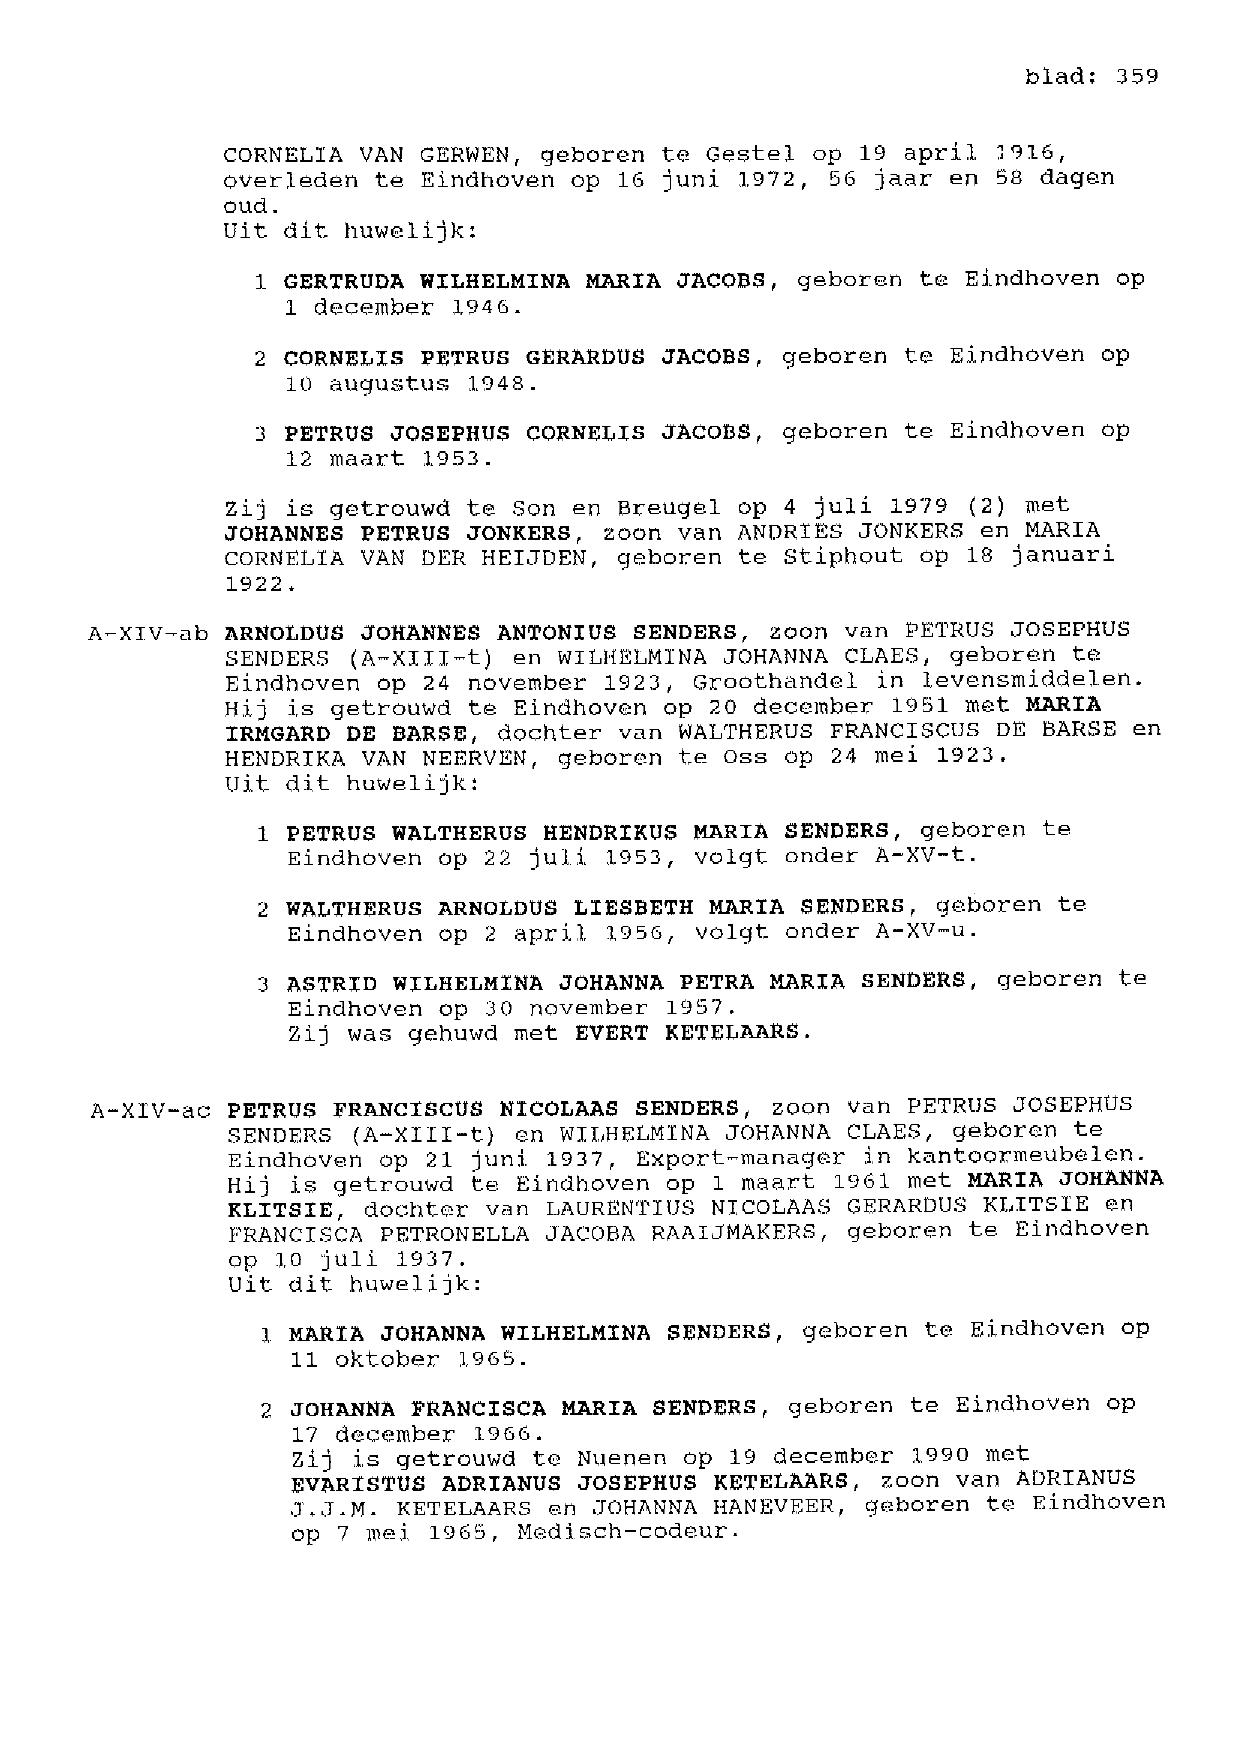 blad: 359
CORNELIA VAN GERWEN, geboren te Gestel op 19 april 1916,
overleden te Eindhoven op 16 juni 1972, 56 jaar en 58 dagen
oud.
Uit dit huwelijk:
1 GERTRUDA WILHELMINA MARIA JACOBS, geboren te Eindhoven op
1 december 1946.
2 CORNELIS PETRUS GERARDUS JACOBS, geboren te Eindhoven op
10 augustus 1948.
3 PETRUS JOSEPHUS CORNELIS JACOBS, geboren te Eindhoven op
12 maart 1953.
Zij is getrouwd te Son en Breugel op 4 juli 1979 (2) met
JOHANNES PETRUS JONKERS, zoon van ANDRIES JONKERS en MARIA
CORNELIA VAN DER HEIJDEN, geboren te Stiphout op 18 januari
1922.
A-XIV-ab ARNOLDUS JOHANNES ANTONIUS SENDERS, zoon van PETRUS JOSEPHUS
SENDERS (A-XIII-t) en WILHELMINA JOHANNA CLAES, geboren te
Eindhoven op 24 november 1923, Groothandel in levensmiddelen.
Hij is getrouwd te Eindhoven op 20 december 1951 met MARIA
IRMGARD DE BARSE, dochter van WALTHERUS FRANCISCUS DE BARSE en
HENDRIKA VAN NEERVEN, geboren te Oss op 24 mei 1923.
Uit dit huwelijk:
1 PETRUS WALTHERUS HENDRIKUS MARIA SENDERS, geboren te
Eindhoven op 22 juli 1953, volgt onder A-XV-t.
2 WALTHERUS ARNOLDUS LIESBETH MARIA SENDERS, geboren te
Eindhoven op 2 april 1956, volgt onder A-XV-u.
3 ASTRID WILHELMINA JOHANNA PETRA MARIA SENDERS, geboren te
Eindhoven op 30 november 1957.
Zij was gehuwd met EVERT KETELAARS.
A-XIV-ac PETRUS FRANCISCUS NICOLAAS SENDERS, zoon van PETRUS JOSEPHUS
SENDERS (A-XIII-t) en WILHELMINA JOHANNA CLAES, geboren te
Eindhoven op 21 juni 1937, Export-manager in kantoormeubelen.
Hij is getrouwd te Eindhoven op 1 maart 1961 met MARIA JOHANNA
KLITSIE, dochter van LAURENTIUS NICOLAAS GERARDUS KLITSIE en
FRANCISCA PETRONELLA JACOBA RAAIJMAKERS, geboren te Eindhoven
op 10 juli 1937.
Uit dit huwelijk:
1 MARIA JOHANNA WILHELMINA SENDERS, geboren te Eindhoven op
11 oktober 1965.
2 JOHANNA FRANCISCA MARIA SENDERS, geboren te Eindhoven op
17 december 1966.
Zij is getrouwd te Nuenen op 19 december 1990 met
EVARISTUS ADRIANUS JOSEPHUS KETELAARS, zoon van ADRIANUS
J.J.M. KETELAARS en JOHANNA HANEVEER, geboren te Eindhoven
op 7 mei 1965, Medisch-codeur.